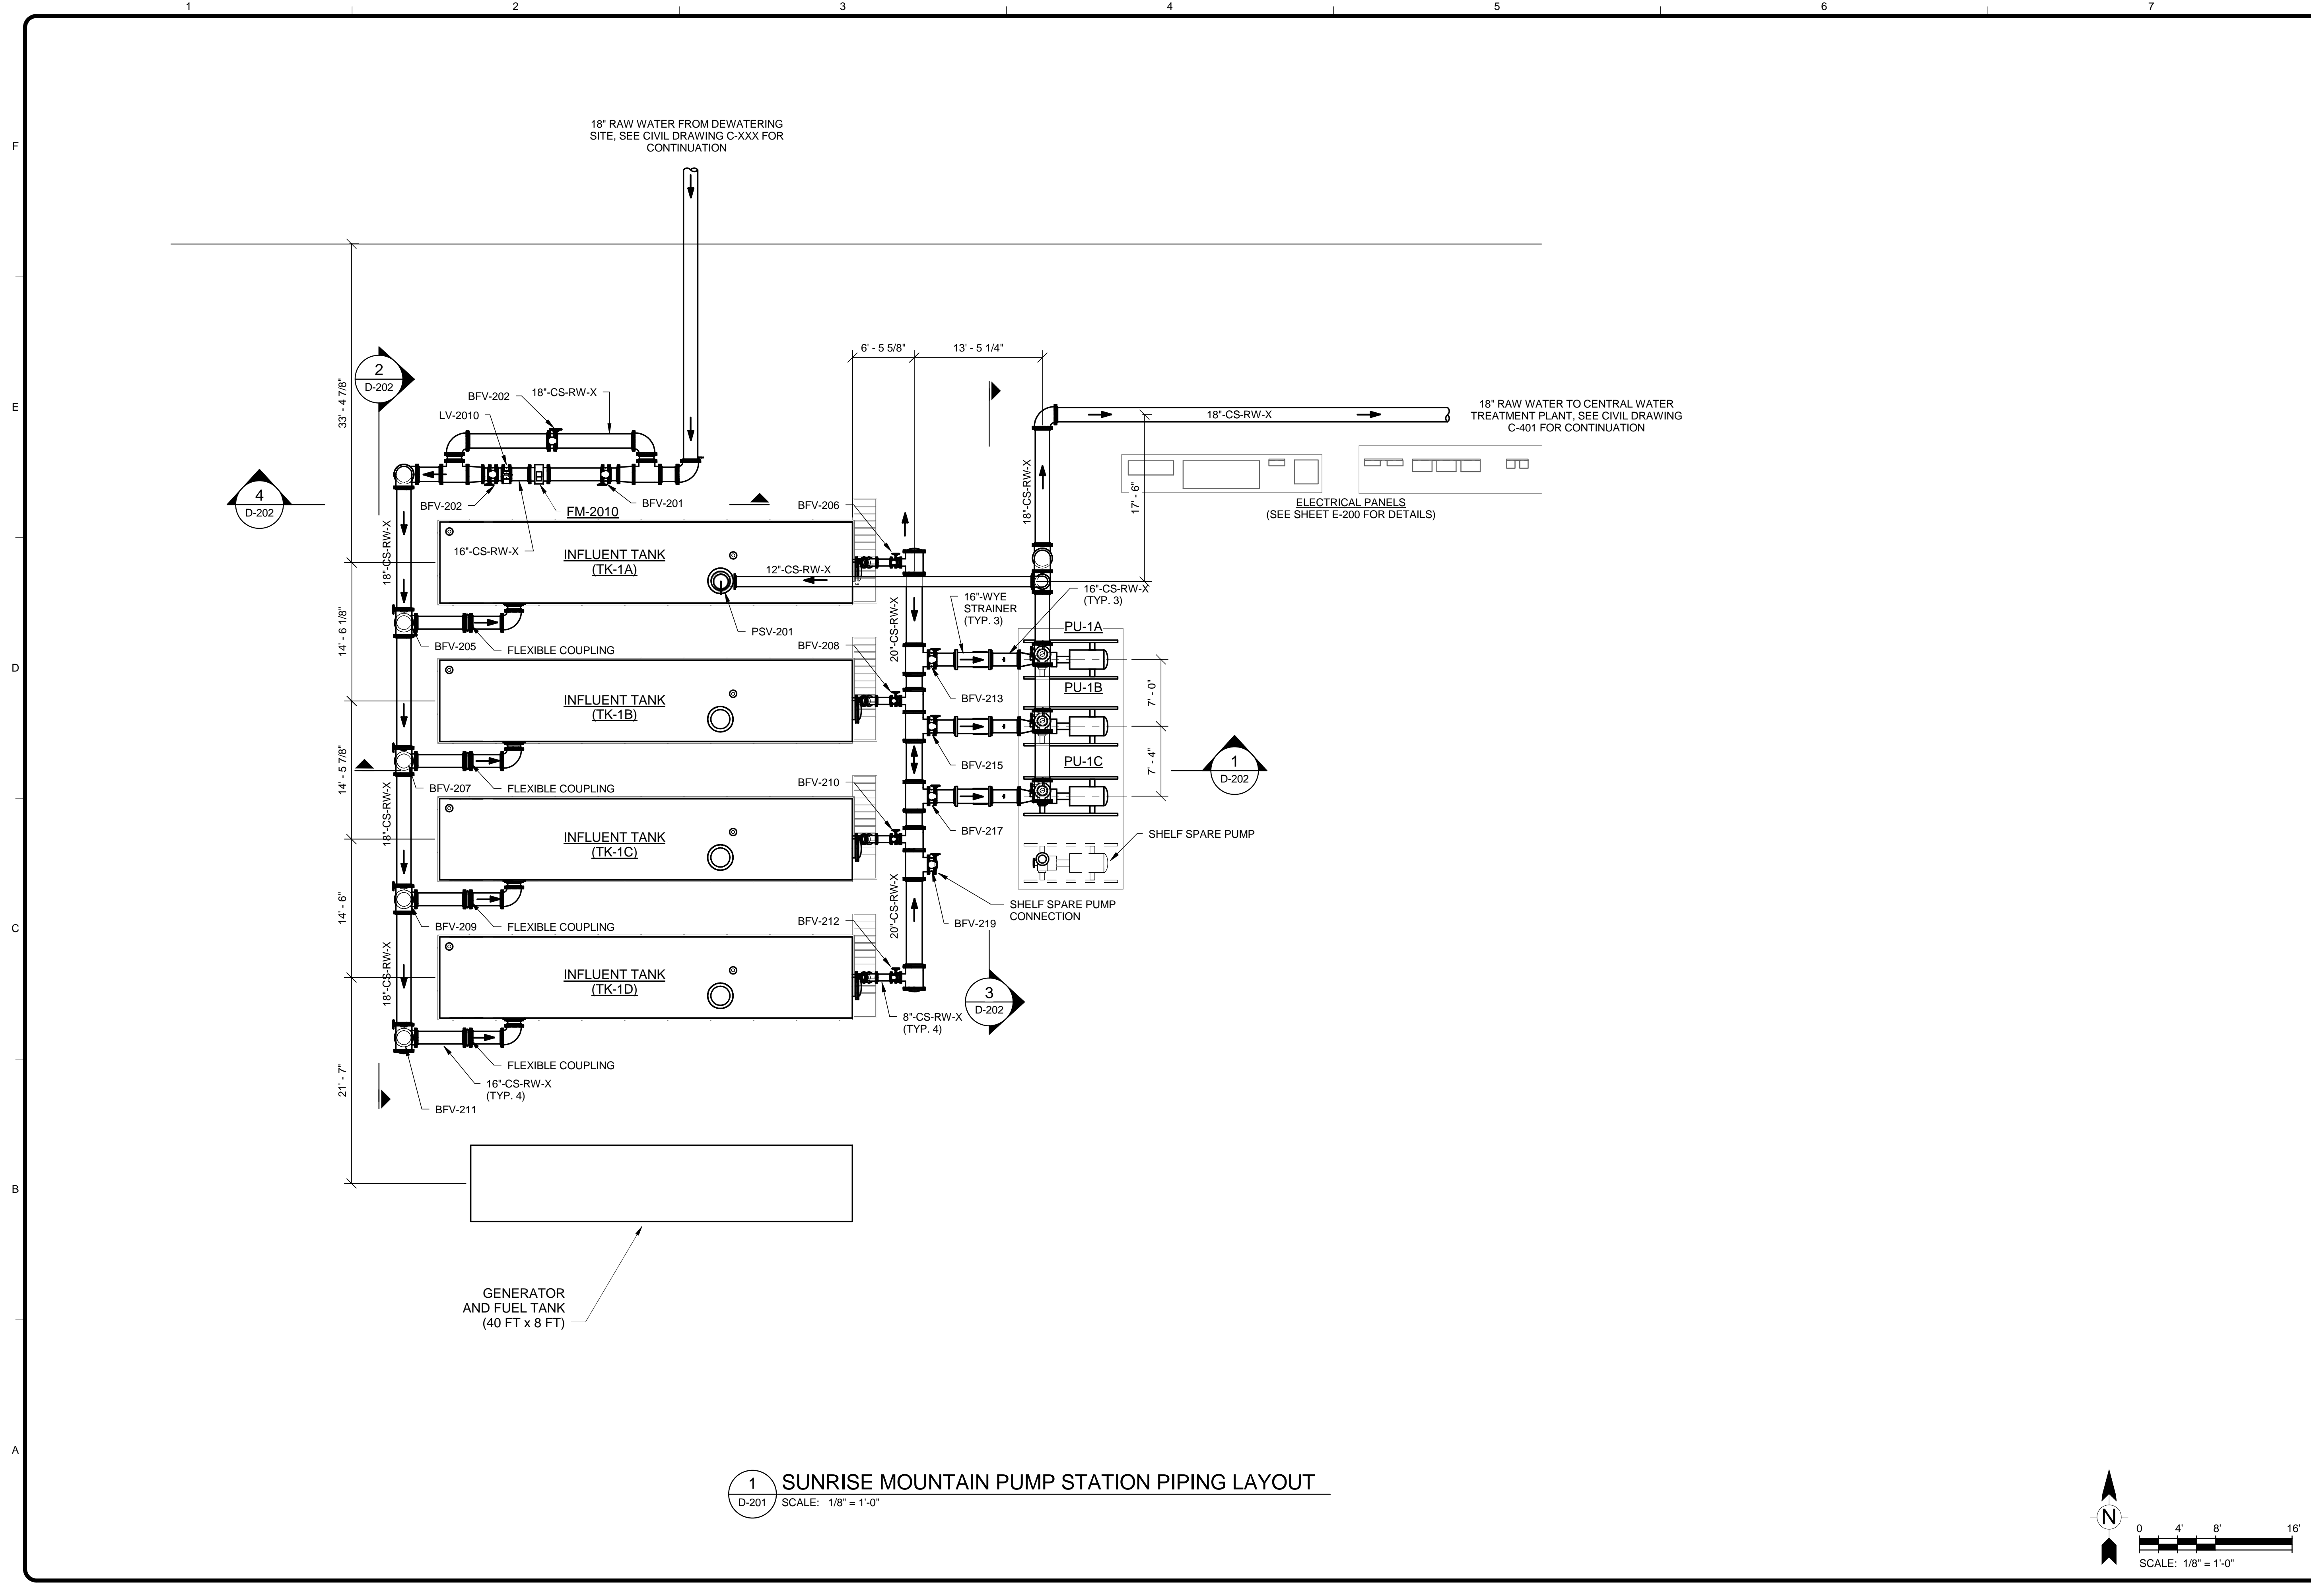 1
2
3
4
5
6
7
F
E
D
C
B
A
18" RAW WATER FROM DEWATERING
SITE, SEE CIVIL DRAWING C-XXX FOR
CONTINUATION
33' - 4 7/8"
14' - 6 1/8"
14' - 5 7/8"
14' - 6"
21' - 7"
2
D-202
4
D-202
BFV-202
18"-CS-RW-X
LV-2010
BFV-202
FM-2010
BFV-201
16"-CS-RW-X
6' - 5 5/8"
13' - 5 1/4"
18"-CS-RW-X
18" RAW WATER TO CENTRAL WATER
TREATMENT PLANT, SEE CIVIL DRAWING
C-401 FOR CONTINUATION
18"-CS-RW-X
17' - 6"
ELECTRICAL PANELS
(SEE SHEET E-200 FOR DETAILS)
18"-CS-RW-X
INFLUENT TANK
(TK-1A)
BFV-206
12"-CS-RW-X
PSV-201
BFV-205
FLEXIBLE COUPLING
20"-CS-RW-X
16"-WYE
STRAINER
(TYP. 3)
16"-CS-RW-X
(TYP. 3)
PU-1A
BFV-208
BFV-213
INFLUENT TANK
(TK-1B)
PU-1B
7' - 0"
BFV-215
PU-1C
7' - 4"
1
D-202
BFV-207
FLEXIBLE COUPLING
18"-CS-RW-X
BFV-210
BFV-217
INFLUENT TANK
(TK-1C)
SHELF SPARE PUMP
SHELF SPARE PUMP
CONNECTION
BFV-219
BFV-209
FLEXIBLE COUPLING
20"-CS-RW-X
BFV-212
18"-CS-RW-X
INFLUENT TANK
(TK-1D)
3
D-202
8"-CS-RW-X
(TYP. 4)
FLEXIBLE COUPLING
16"-CS-RW-X
(TYP. 4)
BFV-211
GENERATOR
AND FUEL TANK
(40 FT x 8 FT)
1
D-201
SUNRISE MOUNTAIN PUMP STATION PIPING LAYOUT
SCALE: 1/8" = 1'-0"
N
0 4' 8' 16'
SCALE: 1/8" = 1'-0"